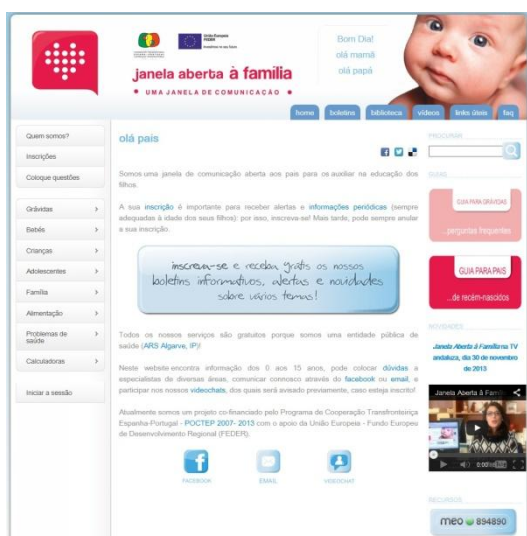 União Europeia
FEDER
Investimos no seu futuro
Bom Dia!
olá mamã
olá papá
janela aberta à família
• UMA JANELA DE COMUNICAÇÃO •
home boletins biblioteca vídeos links úteis faq
Quem somos?
Inscrições
Coloque questões
Grávidas
Bebés
Crianças
Adolescentes
Família
Alimentação
Problemas de
saúde
Calculadoras
Iniciar a sessão
olá pais
Somos uma janela de comunicação aberta aos pais para os auxiliar na educação dos
filhos.
A sua inscrição é importante para receber alertas e informações periódicas (sempre
adequadas à idade dos seus filhos): por isso, inscreva-se! Mais tarde, pode sempre anular
a sua inscrição.
inscreva-se e receba grátis os nossos
boletins informativos, alertas e novidades
sobre vários temas!
Todos os nossos serviços são gratuitos porque somos uma entidade pública de
saúde (ARS Algarve, IP)!
Neste website encontra informação dos 0 aos 15 anos, pode colocar dúvidas a
especialistas de diversas áreas, comunicar connosco através do facebook ou email, e
participar nos nossos videochats, dos quais será avisado previamente, caso esteja inscrito!
Atualmente somos um projeto co-financiado pelo Programa de Cooperação Transfronteiriça
Espanha-Portugal - POCTEP 2007- 2013 com o apoio da União Europeia - Fundo Europeu
de Desenvolvimento Regional (FEDER).
FACEBOOK EMAIL VIDEOCHAT
PROCURAR
GUIAS
GUIA PARA GRÁVIDAS
...perguntas frequentes
GUIA PARA PAIS
...de recém-nascidos
NOVIDADES
Janela Aberta à Família na TV
andaluza, dia 30 de novembro
de 2013
Janela Aberta à Famí
RECURSOS
meo 894890